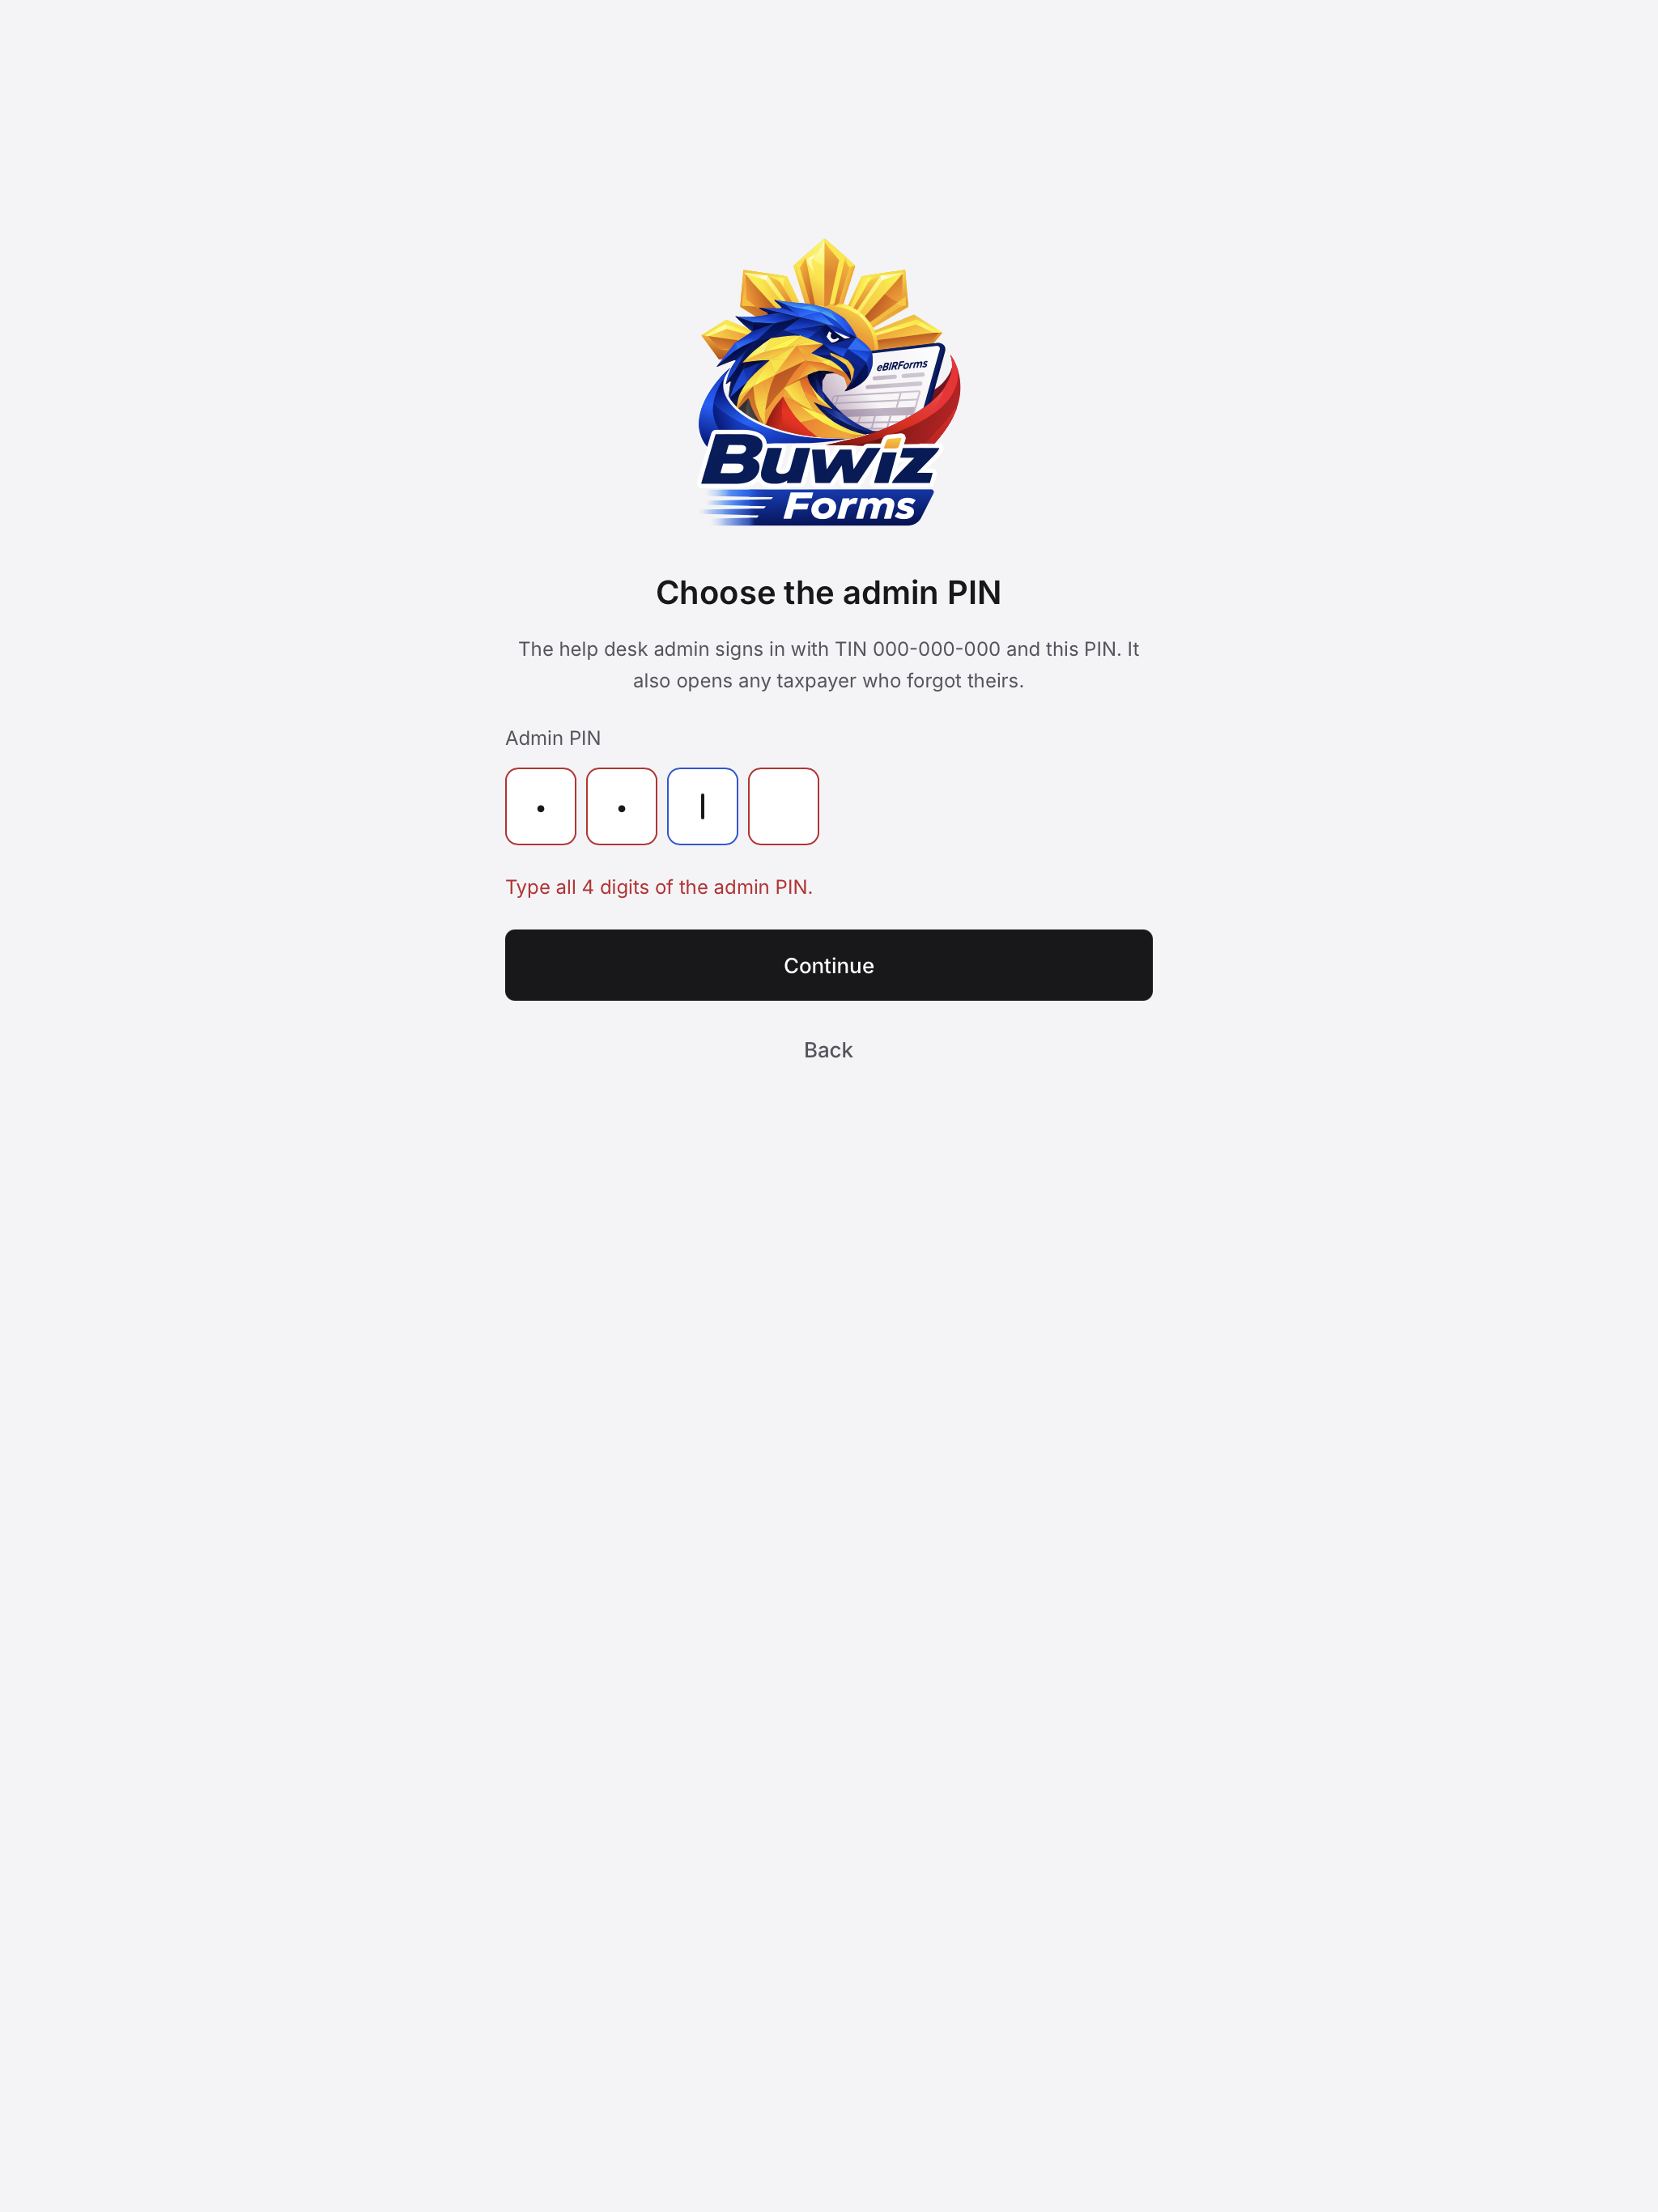 eBIRForms
Buwiz
Forms
Choose the admin PIN
The help desk admin signs in with TIN 000-000-000 and this PIN. It
also opens any taxpayer who forgot theirs.
Admin PIN
Type all 4 digits of the admin PIN.
Continue
Back